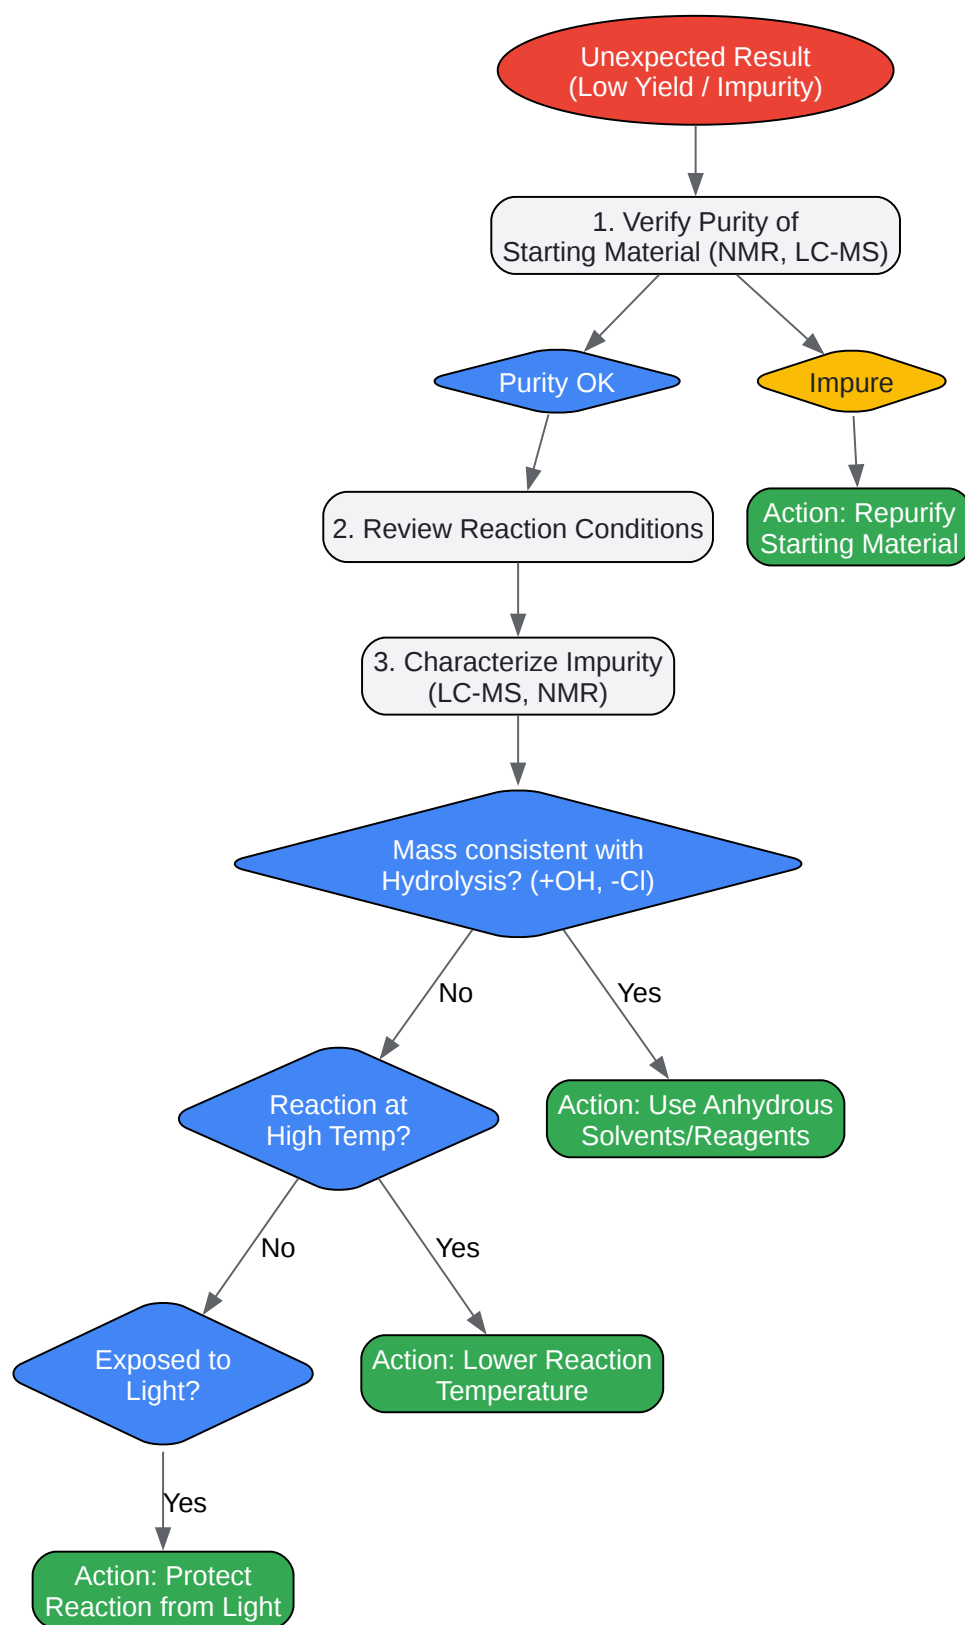 Unexpected Result
(Low Yield / Impurity)
1. Verify Purity of
Starting Material (NMR, LC-MS)
Purity OK
Impure
2. Review Reaction Conditions
Action: Repurify
Starting Material
3. Characterize Impurity
(LC-MS, NMR)
Mass consistent with
Hydrolysis? (+OH, -Cl)
No
Yes
Reaction at
High Temp?
Action: Use Anhydrous
Solvents/Reagents
No
Yes
Exposed to
Light?
Action: Lower Reaction
Temperature
Yes
Action: Protect
Reaction from Light